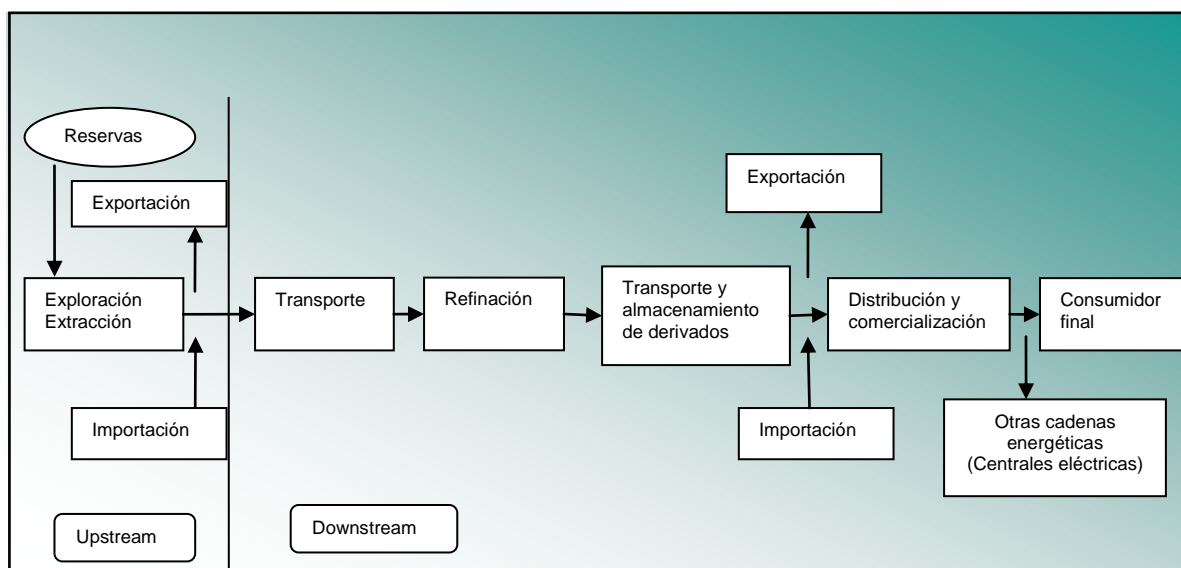 Reservas
Exportación
Exploración
Extracción
Importación
Upstream
Transporte
Refinación
Transporte y
almacenamiento
de derivados
Exportación
Importación
Distribución y
comercialización
Consumidor
final
Otras cadenas
energéticas
(Centrales eléctricas)
Downstream